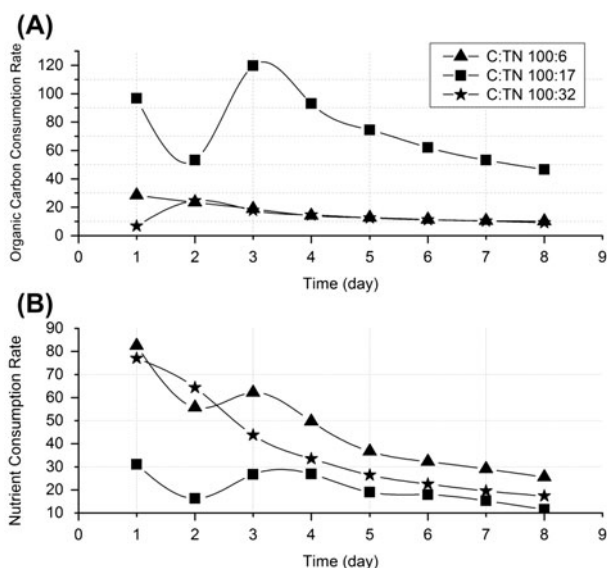 (A)
Organic Carbon Consumotion Rate
120
100
80
60
40
20
0
C:TN 100:6
C:TN 100:17
C:TN 100:32
0 1 2 3 4 5 6 7 8 9
Time (day)
(B)
Nutrient Consumption Rate
90
80
70
60
50
40
30
20
10
0 1 2 3 4 5 6 7 8 9
Time (day)